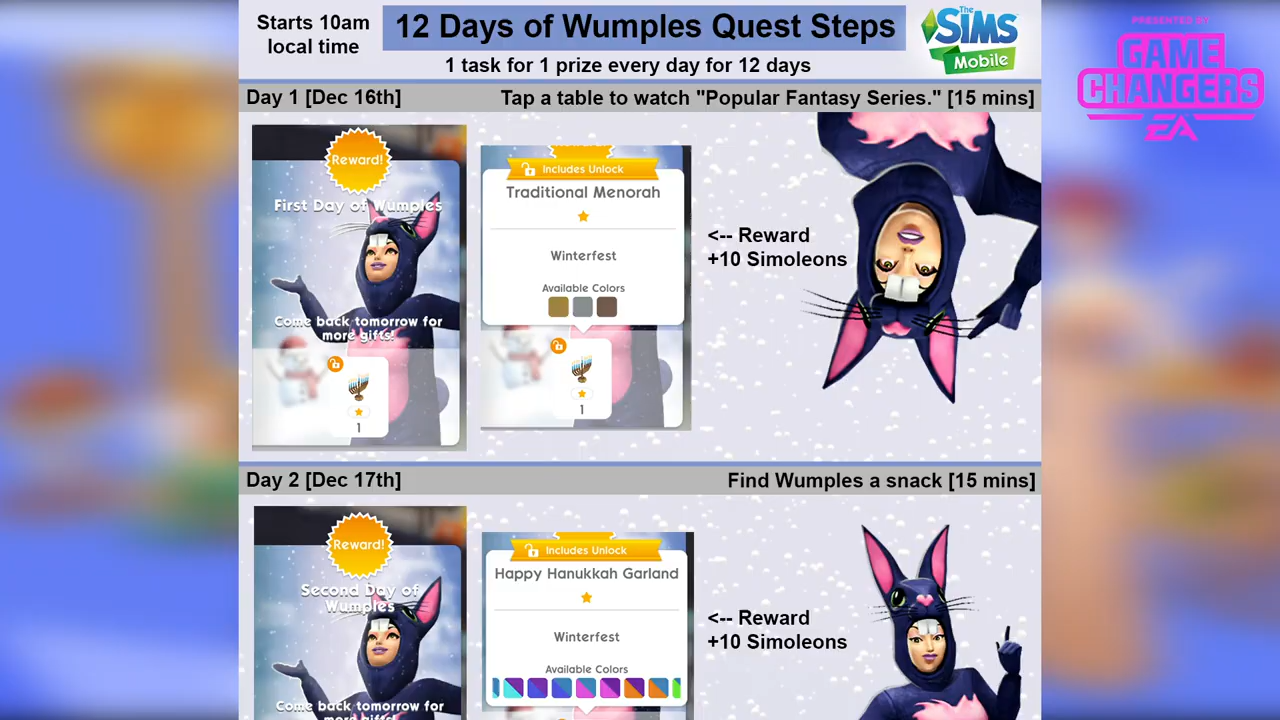 Starts 10am
local time
12 Days of Wumples Quest Steps
1 task for 1 prize every day for 12 days
The
SiMS
Mobile
PRESENTED BY
GAME
CHANGERS
EA
Day 1 [Dec 16th]
Tap a table to watch "Popular Fantasy Series." [15 mins]
Reward!
First Day of Wumples
Come back tomorrow for
more gifts!
1
Includes Unlock
Traditional Menorah
Winterfest
Available Colors
1
<-- Reward
+10 Simoleons
Day 2 [Dec 17th]
Find Wumples a snack [15 mins]
Reward!
Second Day of
Wumples
Come back tomorrow for
more gifts!
Includes Unlock
Happy Hanukkah Garland
Winterfest
Available Colors
<-- Reward
+10 Simoleons